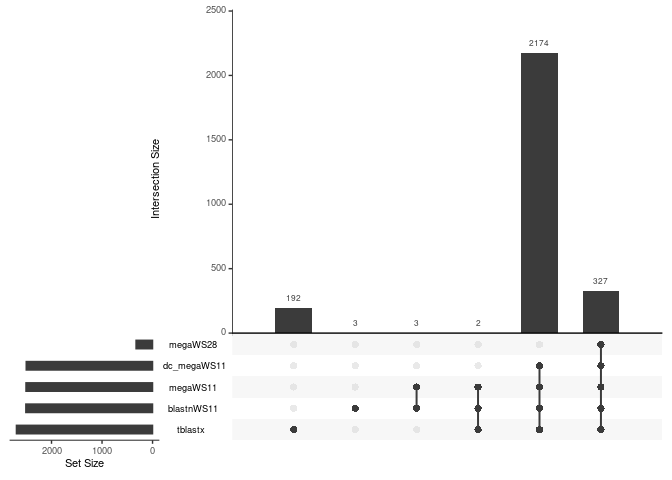 2500
2000
1500
1000
500
0
Intersection Size
192
3
3
2
2174
327
megaWS28
dc_megaWS11
megaWS11
blastnWS11
tblastx
2000 1000 0
Set Size